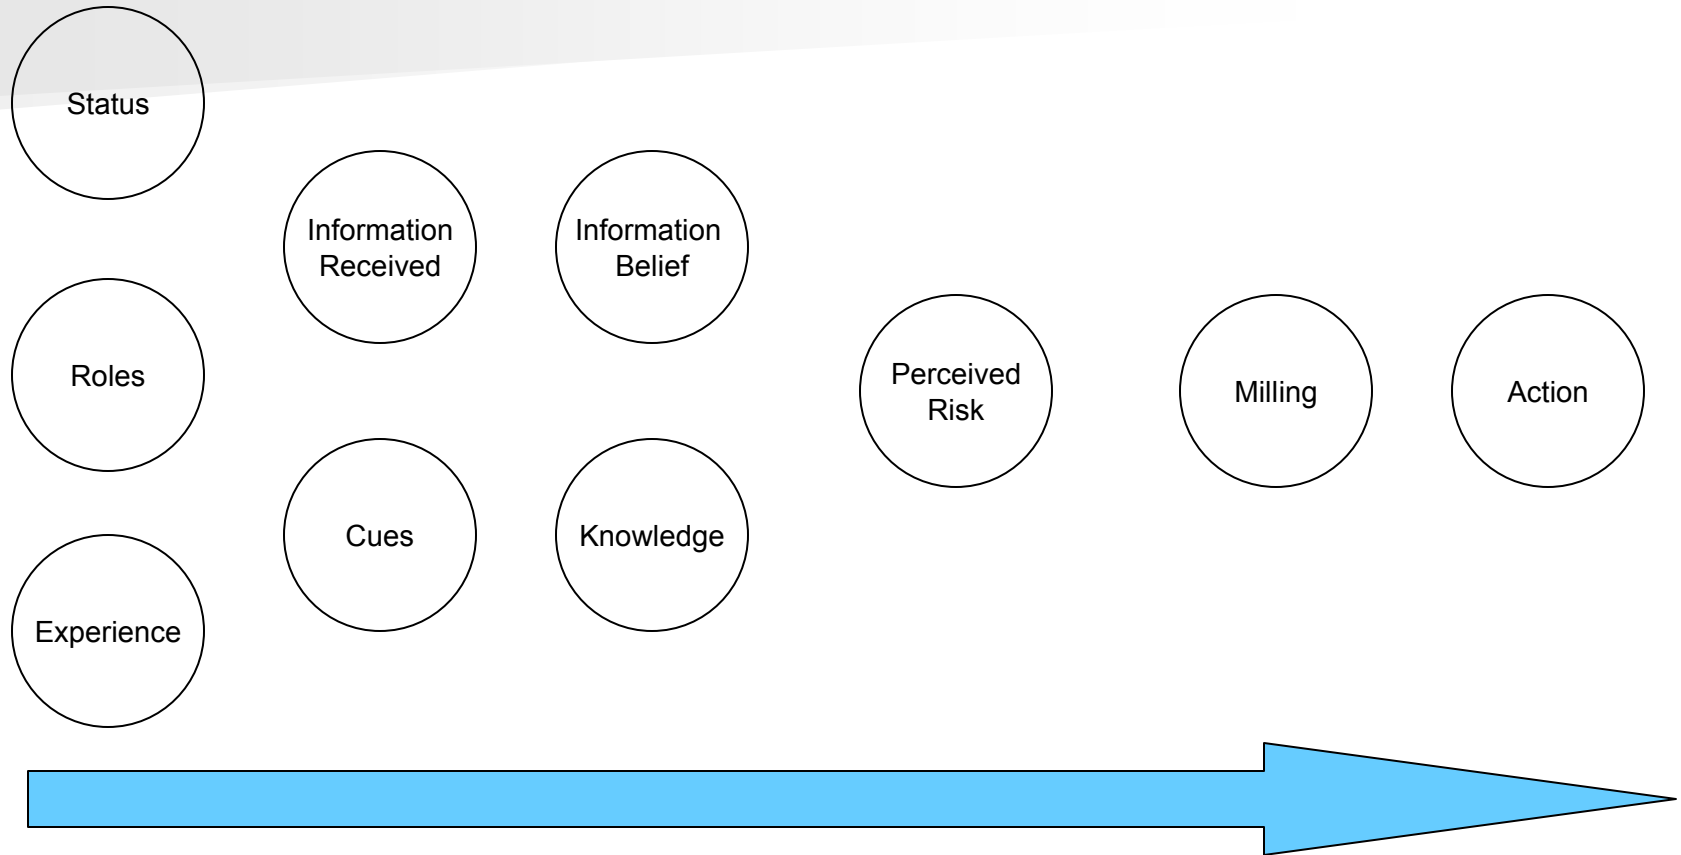 Status
Roles
Experience
Information
Received
Cues
Information
Belief
Knowledge
Perceived
Risk
Milling
Action